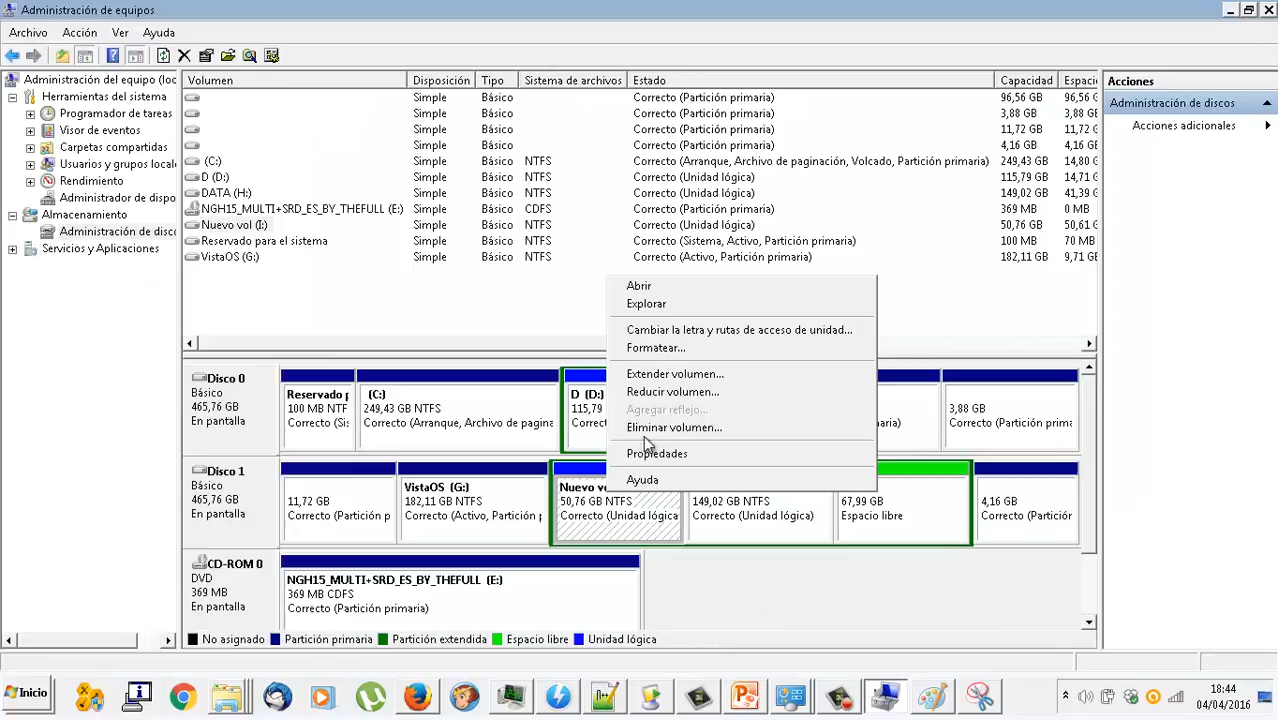 Administración de equipos
Archivo Acción Ver Ayuda
Administración del equipo (loc
Herramientas del sistema
Programador de tareas
Visor de eventos
Carpetas compartidas
Usuarios y grupos locale
Rendimiento
Administrador de dispo
Almacenamiento
Administración de disco
Servicios y Aplicaciones
Volumen Disposición Tipo Sistema de archivos Estado Capacidad Espaci
Simple Básico Correcto (Partición primaria) 96,56 GB 96,56 G
Simple Básico Correcto (Partición primaria) 3,88 GB 3,88 GB
Simple Básico Correcto (Partición primaria) 11,72 GB 11,72 G
Simple Básico Correcto (Partición primaria) 4,16 GB 4,16 GB
(C:) Simple Básico NTFS Correcto (Arranque, Archivo de paginación, Volcado, Partición primaria) 249,43 GB 14,80 G
D (D:) Simple Básico NTFS Correcto (Unidad lógica) 115,79 GB 14,71 G
DATA (H:) Simple Básico NTFS Correcto (Unidad lógica) 149,02 GB 41,39 G
NGH15_MULTI+SRD_ES_BY_THEFULL (E:) Simple Básico CDFS Correcto (Partición primaria) 369 MB 0 MB
Nuevo vol (I:) Simple Básico NTFS Correcto (Unidad lógica) 50,76 GB 50,61 G
Reservado para el sistema Simple Básico NTFS Correcto (Sistema, Activo, Partición primaria) 100 MB 70 MB
VistaOS (G:) Simple Básico NTFS Correcto (Activo, Partición primaria) 182,11 GB 9,71 GB
Acciones
Administración de discos
Acciones adicionales
Abrir
Explorar
Cambiar la letra y rutas de acceso de unidad...
Formatear...
Extender volumen...
Reducir volumen...
Agregar reflejo...
Eliminar volumen...
Propiedades
Ayuda
Disco 0
Básico
465,76 GB
En pantalla
Reservado p
100 MB NTF
Correcto (Sis
(C:)
249,43 GB NTFS
Correcto (Arranque, Archivo de pagina
D (D:)
115,79
Correct
3,88 GB
Correcto (Partición prim
Disco 1
Básico
465,76 GB
En pantalla
11,72 GB
Correcto (Partición p
VistaOS (G:)
182,11 GB NTFS
Correcto (Activo, Partición p
Nuevo vo
50,76 GB NTFS
Correcto (Unidad lógica
149,02 GB NTFS
Correcto (Unidad lógica)
67,99 GB
Espacio libre
4,16 GB
Correcto (Partición
CD-ROM 0
DVD
369 MB
En pantalla
NGH15_MULTI+SRD_ES_BY_THEFULL (E:)
369 MB CDFS
Correcto (Partición primaria)
No asignado Partición primaria Partición extendida Espacio libre Unidad lógica
Inicio
18:44
04/04/2016